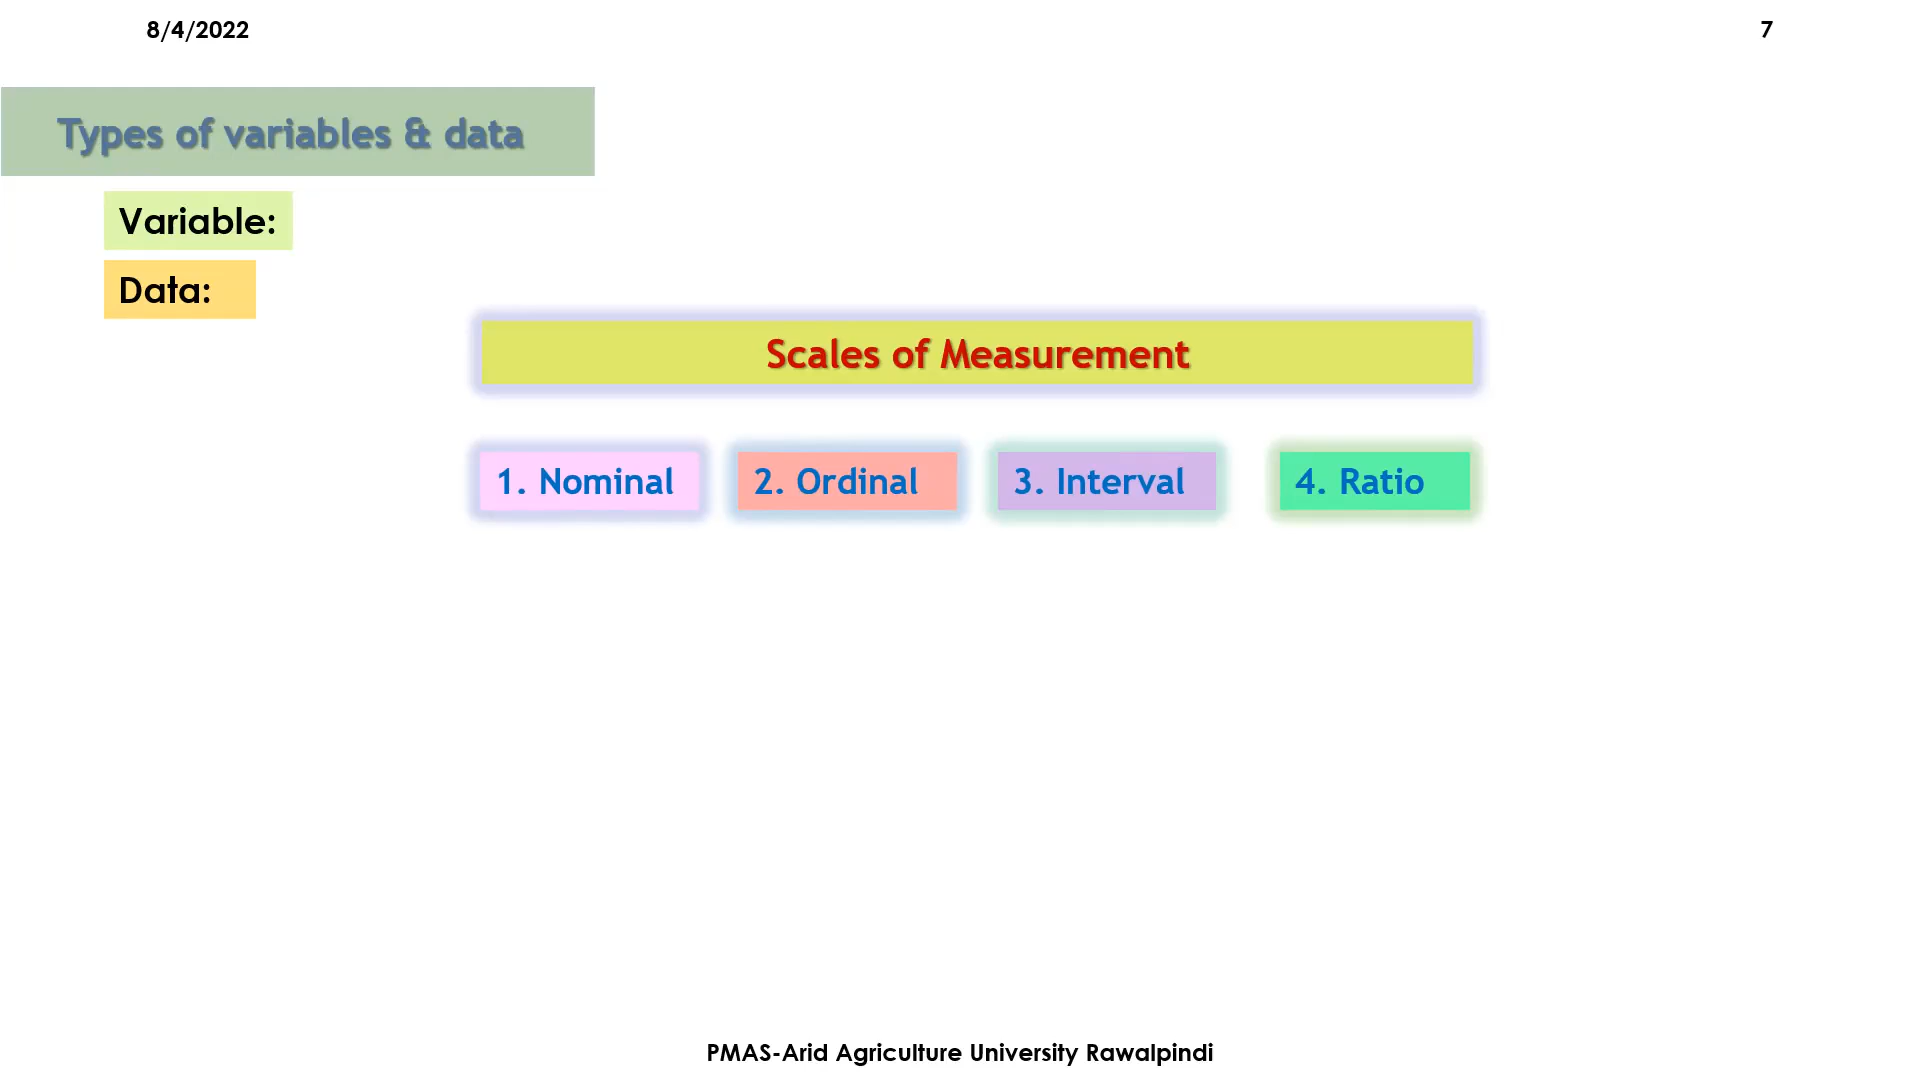 8/4/2022
7
Types of variables & data
Variable:
Data:
Scales of Measurement
1. Nominal
2. Ordinal
3. Interval
4. Ratio
PMAS-Arid Agriculture University Rawalpindi